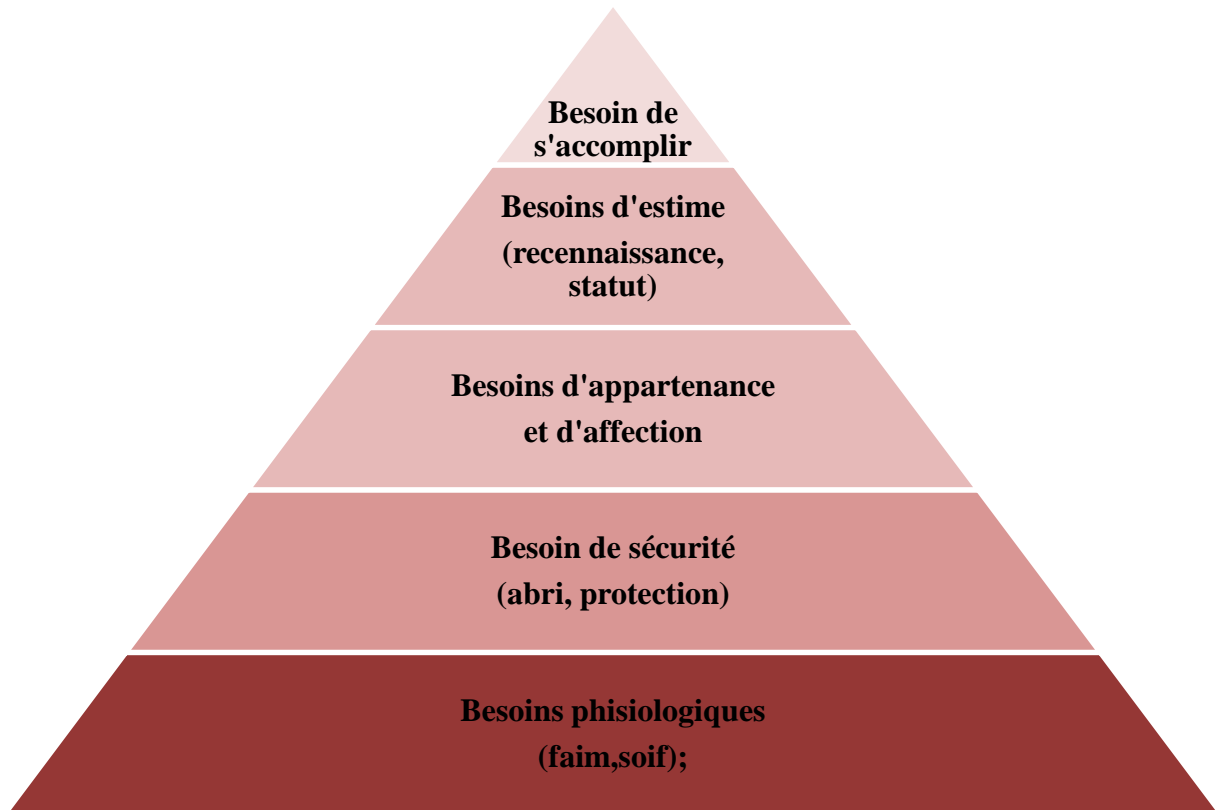 Besoin de
s'accomplir
Besoins d'estime
(recennaissance,
statut)
Besoins d'appartenance
et d'affection
Besoin de sécurité
(abri, protection)
Besoins phisiologiques
(faim,soif);